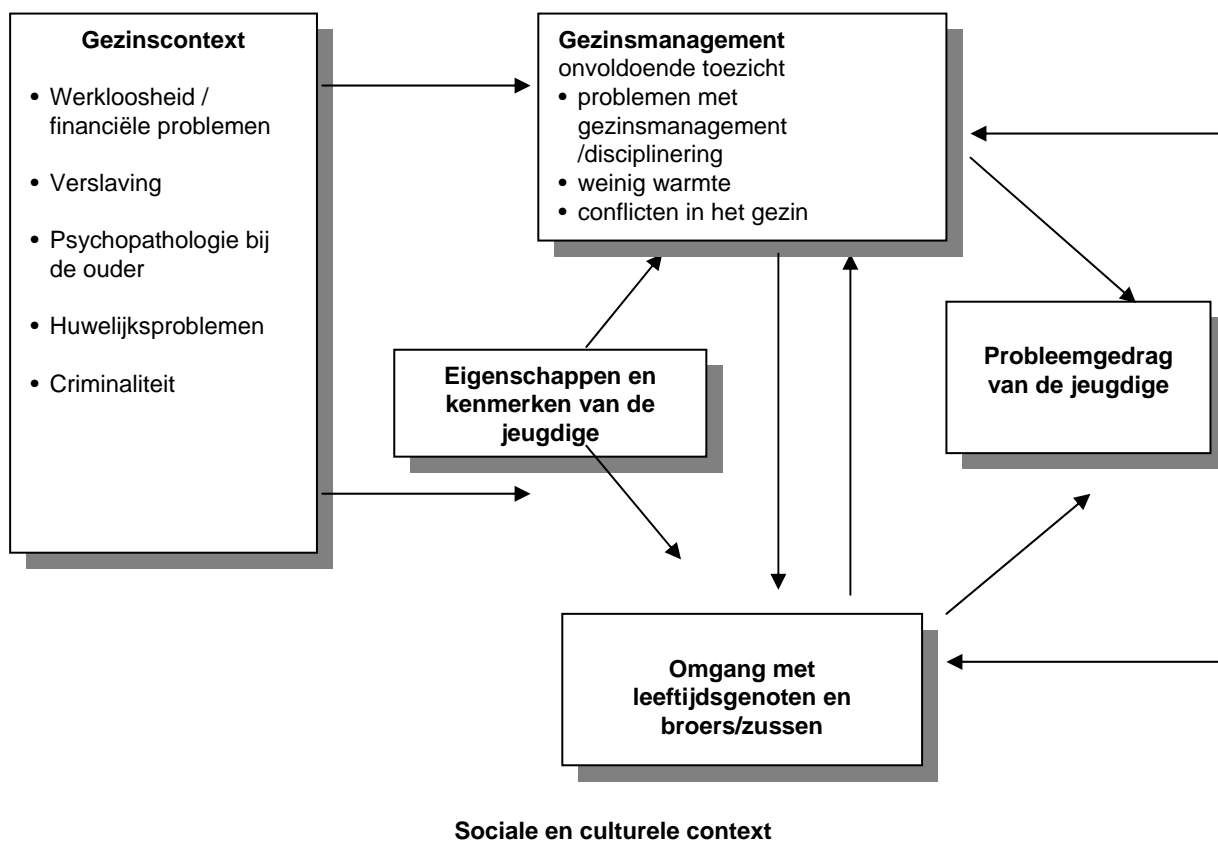 Gezinscontext
• Werkloosheid /
financiële problemen
• Verslaving
• Psychopathologie bij
de ouder
• Huwelijksproblemen
• Criminaliteit
Gezinsmanagement
onvoldoende toezicht
• problemen met
gezinsmanagement
/disciplinering
• weinig warmte
• conflicten in het gezin
Eigenschappen en
kenmerken van de
jeugdige
Probleemgedrag
van de jeugdige
Omgang met
leeftijdsgenoten en
broers/zussen
Sociale en culturele context